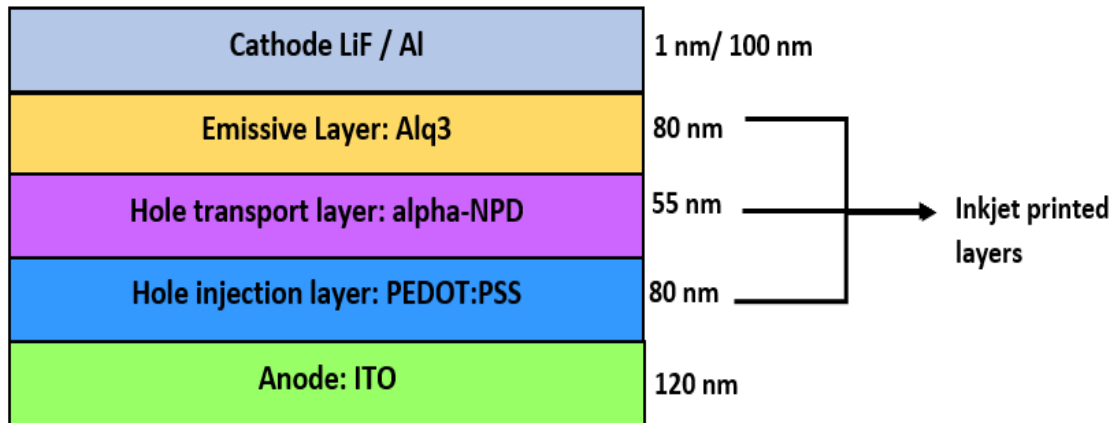 Cathode LiF / Al
1 nm/ 100 nm
Emissive Layer: Alq3
80 nm
Hole transport layer: alpha-NPD
55 nm
Inkjet printed
layers
Hole injection layer: PEDOT:PSS
80 nm
Anode: ITO
120 nm